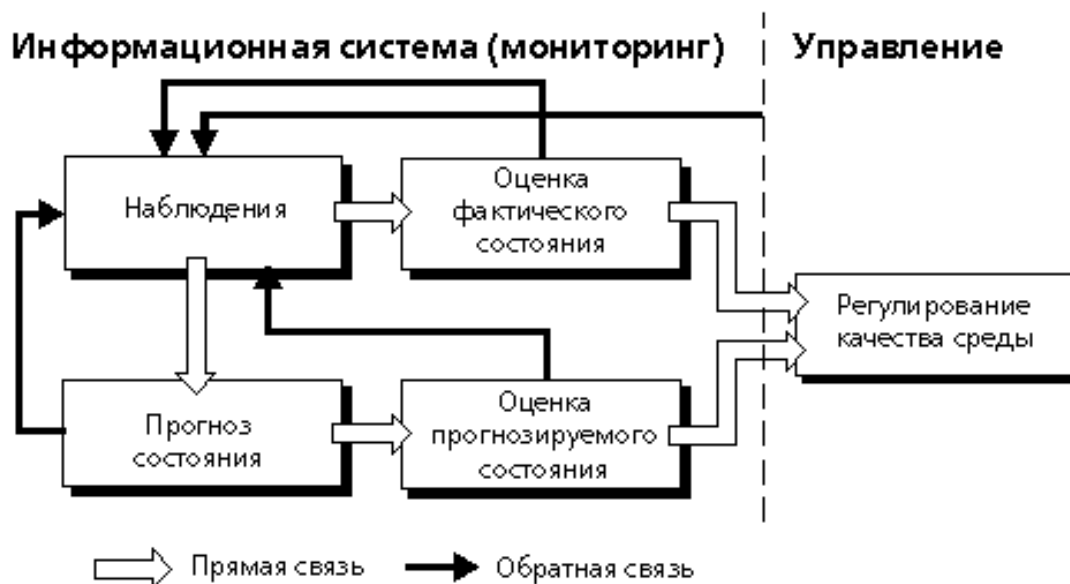 Информационная система (мониторинг)
Управление
Наблюдения
Оценка
фактического
состояния
Регулирование
качества среды
Прогноз
состояния
Оценка
прогнозируемого
состояния
Прямая связь
Обратная связь